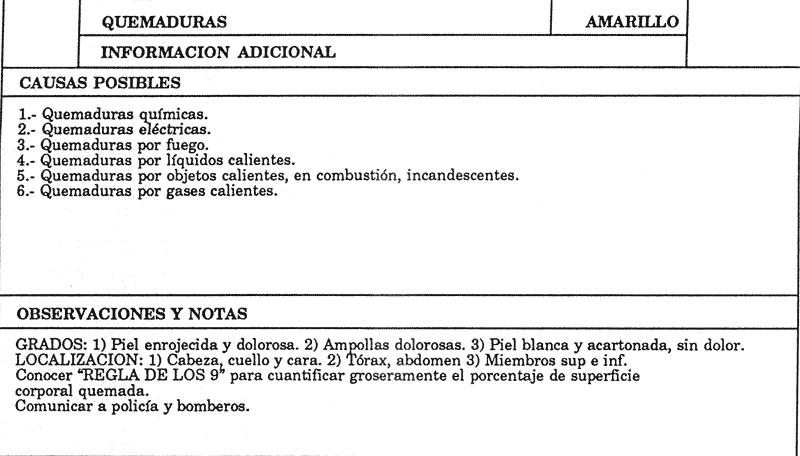 QUEMADURAS AMARILLO
INFORMACION ADICIONAL
CAUSAS POSIBLES
1.- Quemaduras químicas.
2.- Quemaduras eléctricas.
3.- Quemaduras por fuego.
4.- Quemaduras por líquidos calientes.
5.- Quemaduras por objetos calientes, en combustión, incandescentes.
6.- Quemaduras por gases calientes.
OBSERVACIONES Y NOTAS
GRADOS: 1) Piel enrojecida y dolorosa. 2) Ampollas dolorosas. 3) Piel blanca y acartonada, sin dolor.
LOCALIZACION: 1) Cabeza, cuello y cara. 2) Tórax, abdomen 3) Miembros sup e inf.
Conocer “REGLA DE LOS 9” para cuantificar groseramente el porcentaje de superficie
corporal quemada.
Comunicar a policía y bomberos.